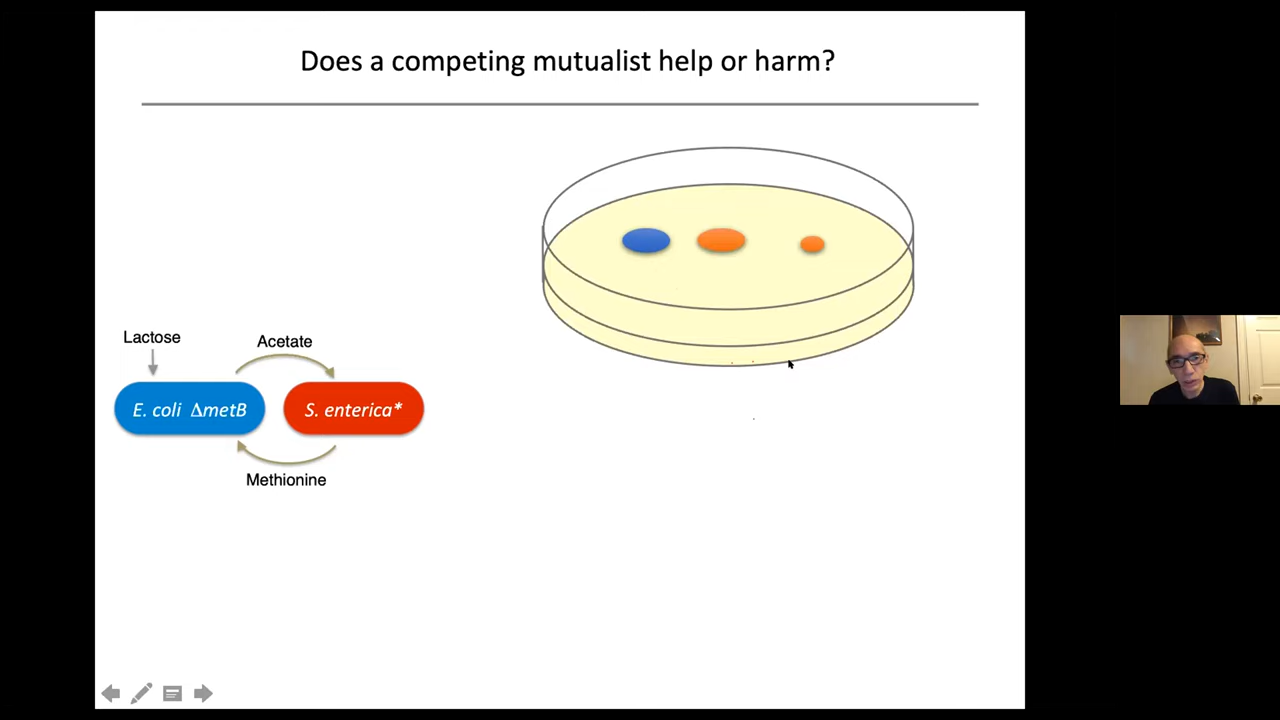 Does a competing mutualist help or harm?
Lactose
Acetate
E. coli ΔmetB
S. enterica*
Methionine